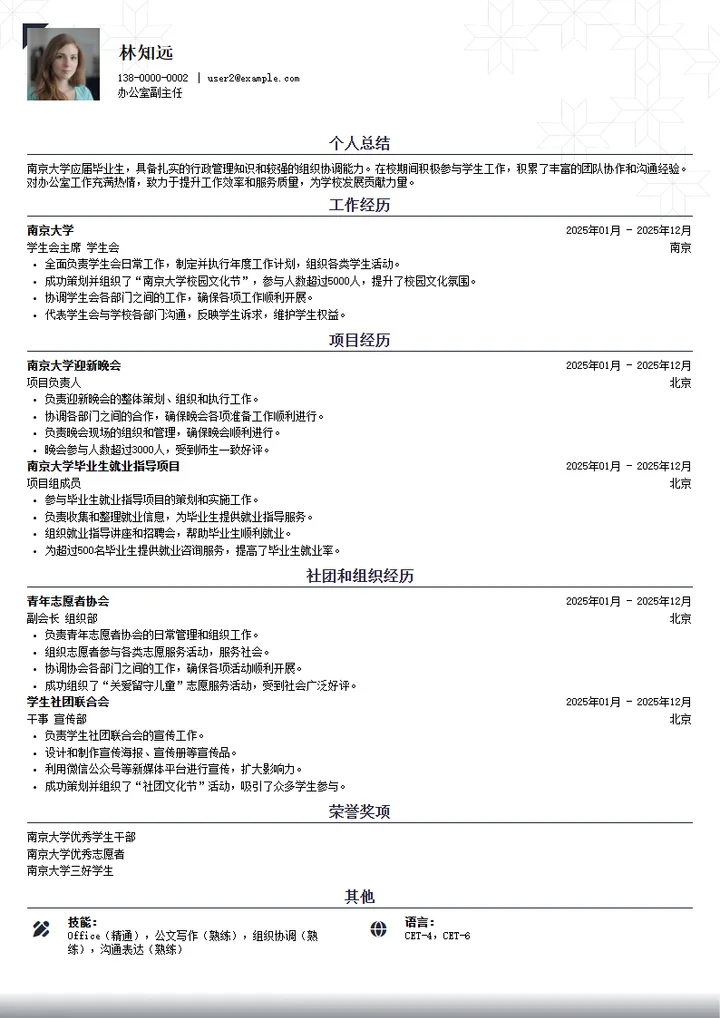 林知远
138-0000-0002 | user2@example.com
办公室副主任
个人总结
南京大学应届毕业生，具备扎实的行政管理知识和较强的组织协调能力。在校期间积极参与学生工作，积累了丰富的团队协作和沟通经验。
对办公室工作充满热情，致力于提升工作效率和服务质量，为学校发展贡献力量。
工作经历
南京大学 2025年01月 - 2025年12月
学生会主席 学生会 南京
• 全面负责学生会日常工作，制定并执行年度工作计划，组织各类学生活动。
• 成功策划并组织了“南京大学校园文化节”，参与人数超过5000人，提升了校园文化氛围。
• 协调学生会各部门之间的工作，确保各项工作顺利开展。
• 代表学生会与学校各部门沟通，反映学生诉求，维护学生权益。
项目经历
南京大学迎新晚会 2025年01月 - 2025年12月
项目负责人 北京
• 负责迎新晚会的整体策划、组织和执行工作。
• 协调各部门之间的合作，确保晚会各项准备工作顺利进行。
• 负责晚会现场的组织和管理，确保晚会顺利进行。
• 晚会参与人数超过3000人，受到师生一致好评。
南京大学毕业生就业指导项目 2025年01月 - 2025年12月
项目组成员 北京
• 参与毕业生就业指导项目的策划和实施工作。
• 负责收集和整理就业信息，为毕业生提供就业指导服务。
• 组织就业指导讲座和招聘会，帮助毕业生顺利就业。
• 为超过500名毕业生提供就业咨询服务，提高了毕业生就业率。
社团和组织经历
青年志愿者协会 2025年01月 - 2025年12月
副会长 组织部 北京
• 负责青年志愿者协会的日常管理和组织工作。
• 组织志愿者参与各类志愿服务活动，服务社会。
• 协调协会各部门之间的工作，确保各项活动顺利开展。
• 成功组织了“关爱留守儿童”志愿服务活动，受到社会广泛好评。
学生社团联合会 2025年01月 - 2025年12月
干事 宣传部 北京
• 负责学生社团联合会的宣传工作。
• 设计和制作宣传海报、宣传册等宣传品。
• 利用微信公众号等新媒体平台进行宣传，扩大影响力。
• 成功策划并组织了“社团文化节”活动，吸引了众多学生参与。
荣誉奖项
南京大学优秀学生干部
南京大学优秀志愿者
南京大学三好学生
其他
技能：
Office（精通），公文写作（熟练），组织协调（熟
练），沟通表达（熟练）
语言：
CET-4，CET-6